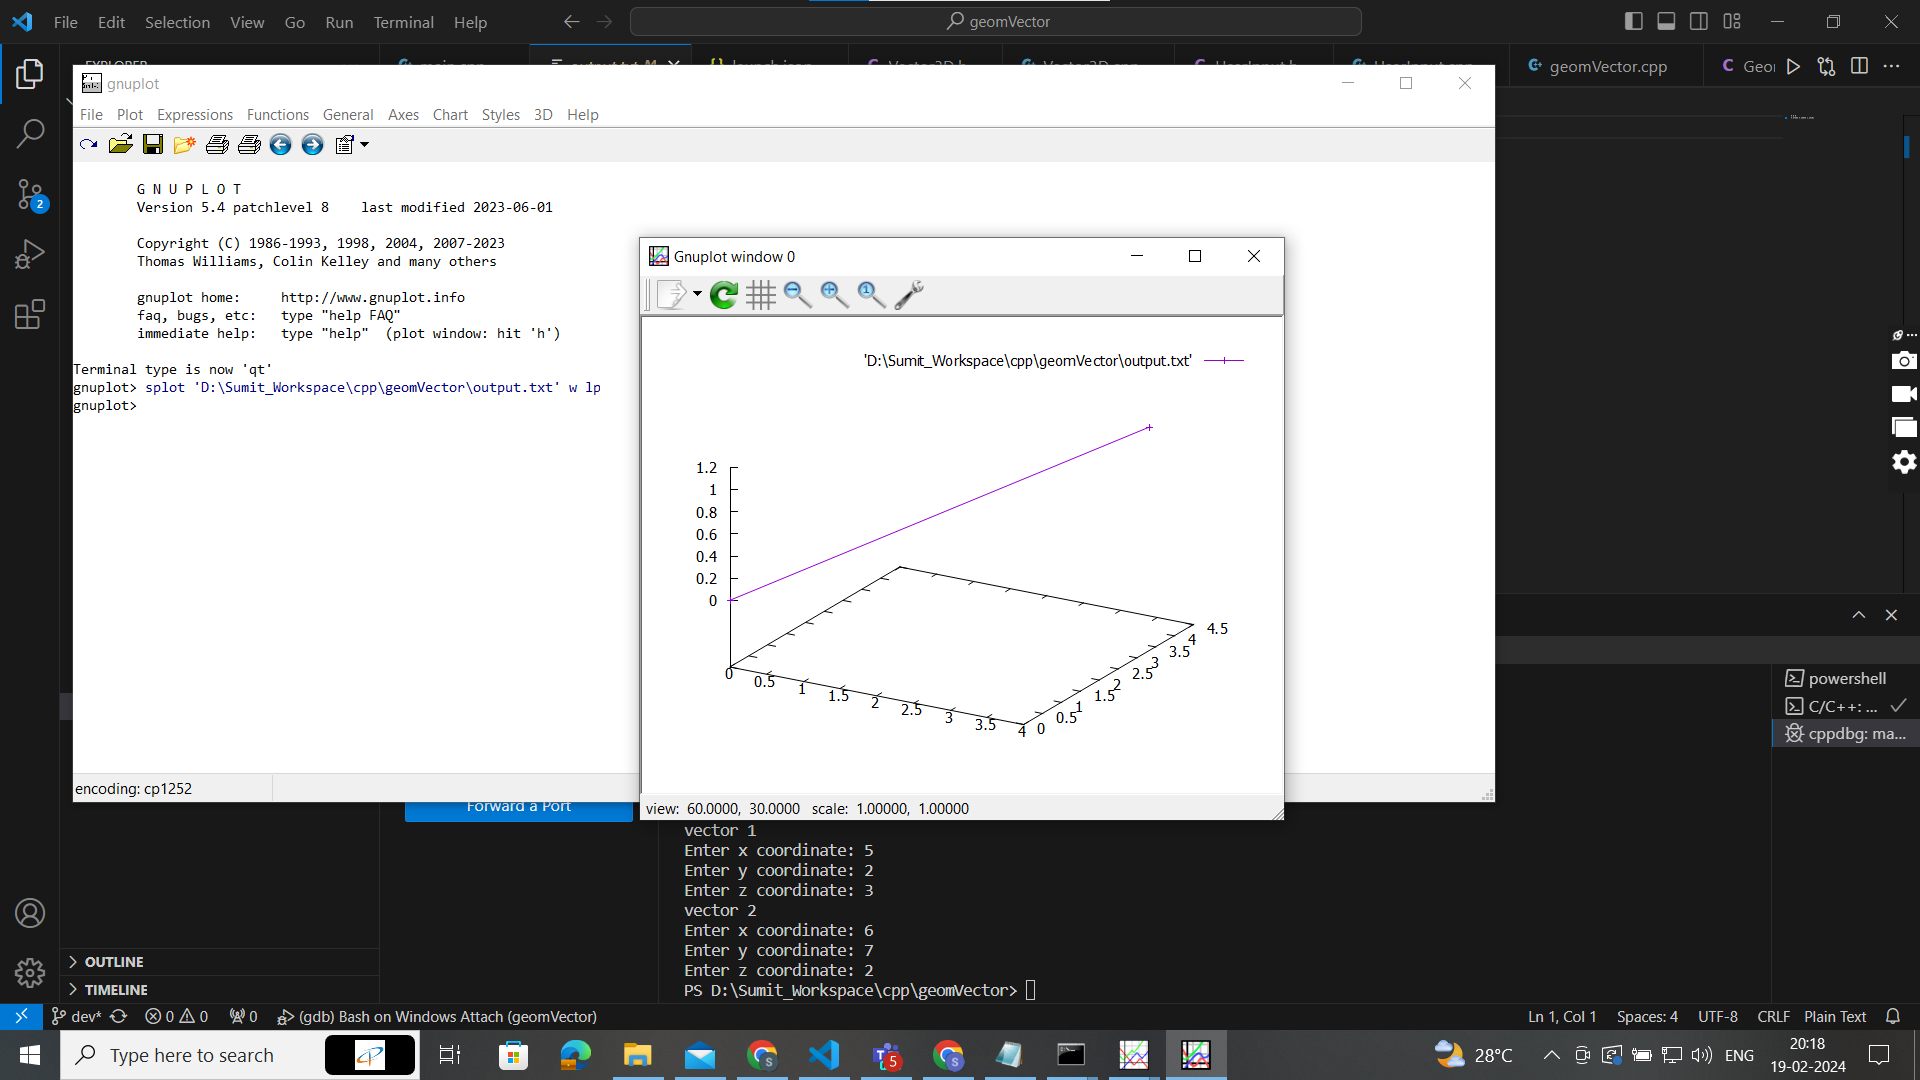 File Edit Selection View Go Run Terminal Help
geomVector
geomVector.cpp
gnuplot
File Plot Expressions Functions General Axes Chart Styles 3D Help
G N U P L O T
Version 5.4 patchlevel 8    last modified 2023-06-01
Copyright (C) 1986-1993, 1998, 2004, 2007-2023
Thomas Williams, Colin Kelley and many others
gnuplot home:     http://www.gnuplot.info
faq, bugs, etc:   type "help FAQ"
immediate help:   type "help"  (plot window: hit 'h')
Terminal type is now 'qt'
gnuplot> splot 'D:\Sumit_Workspace\cpp\geomVector\output.txt' w lp
gnuplot>
encoding: cp1252
2
Gnuplot window 0
'D:\Sumit_Workspace\cpp\geomVector\output.txt'
1.2
1
0.8
0.6
0.4
0.2
0
0 0.5 1 1.5 2 2.5 3 3.5 4
0 0.5 1 1.5 2 2.5 3 3.5 4 4.5
view: 60.0000, 30.0000 scale: 1.00000, 1.00000
Forward a Port
vector 1
Enter x coordinate: 5
Enter y coordinate: 2
Enter z coordinate: 3
vector 2
Enter x coordinate: 6
Enter y coordinate: 7
Enter z coordinate: 2
PS D:\Sumit_Workspace\cpp\geomVector>
powershell
C/C++: ...
cppdbg: ma...
OUTLINE
TIMELINE
dev* 0 0 0 (gdb) Bash on Windows Attach (geomVector)
Ln 1, Col 1 Spaces: 4 UTF-8 CRLF Plain Text
Type here to search
5
28°C
ENG
20:18
19-02-2024